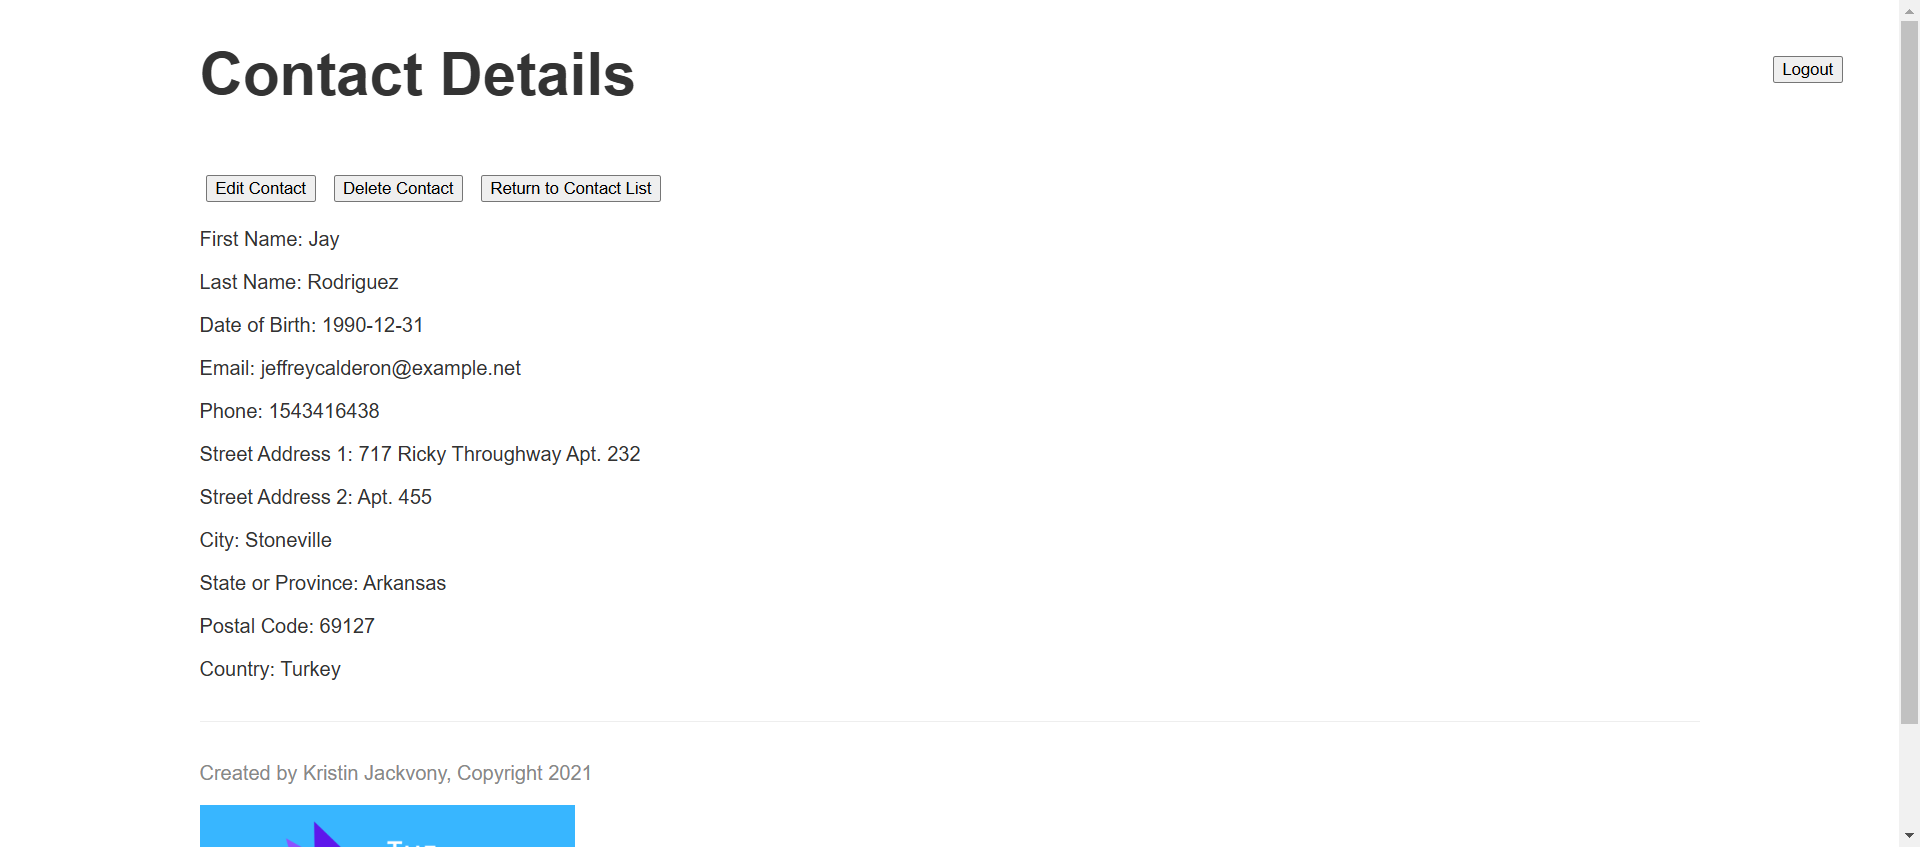 Contact Details
Logout
Edit Contact Delete Contact Return to Contact List
First Name: Jay
Last Name: Rodriguez
Date of Birth: 1990-12-31
Email: jeffreycalderon@example.net
Phone: 1543416438
Street Address 1: 717 Ricky Throughway Apt. 232
Street Address 2: Apt. 455
City: Stoneville
State or Province: Arkansas
Postal Code: 69127
Country: Turkey
Created by Kristin Jackvony, Copyright 2021